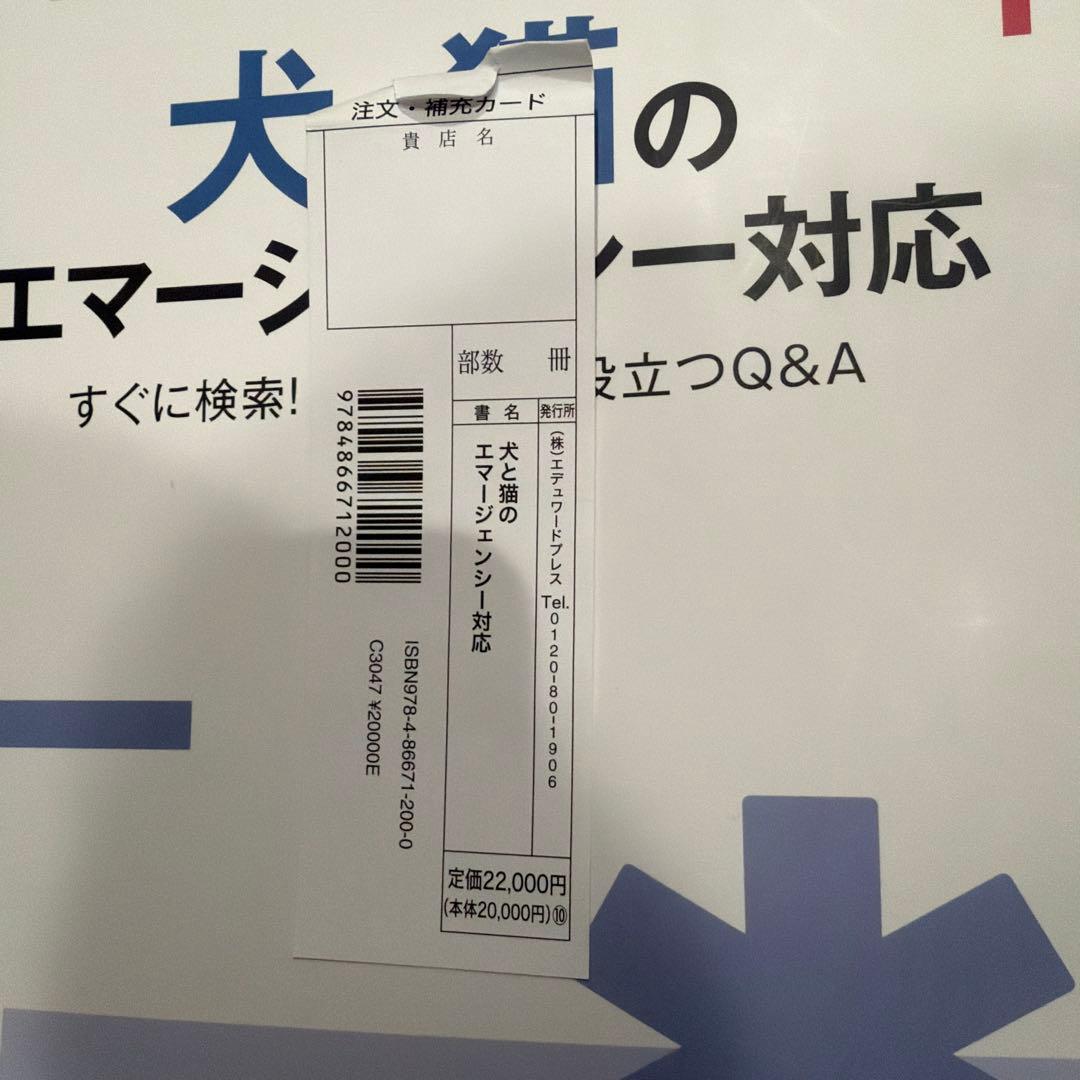 犬 猫の
エマージ シー対応
すぐに検索! 役立つQ&A
注文・補充カード
貴店名
部数 冊
書名
発行所
犬と猫の
エマージェンシー対応
(株)エデュワードプレス Tel.0120-80-1906
9784866712000
ISBN978-4-86671-200-0
C3047 ¥20000E
定価22,000円
(本体20,000円)⑩